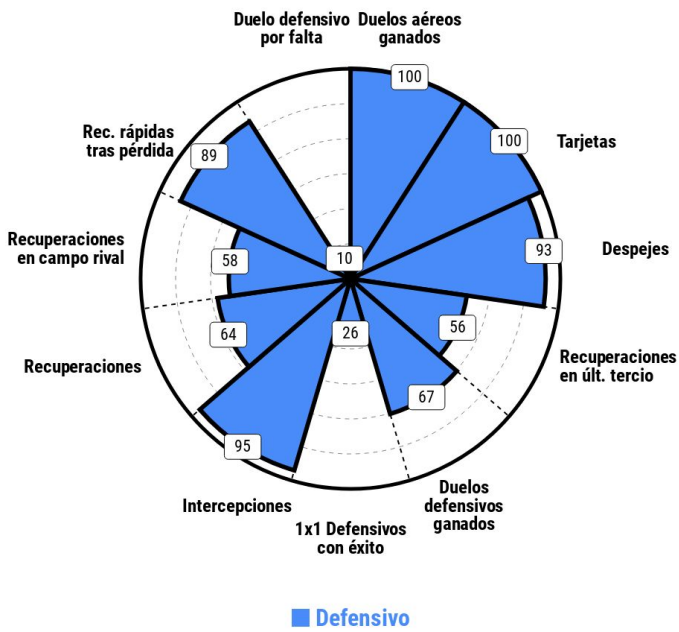 Duelo defensivo
por falta
Duelos aéreos
ganados
100
100
Tarjetas
93
Despejes
56
Recuperaciones
en últ. tercio
67
Duelos
defensivos
ganados
26
1x1 Defensivos
con éxito
95
Intercepciones
64
Recuperaciones
58
Recuperaciones
en campo rival
89
Rec. rápidas
tras pérdida
10
Defensivo